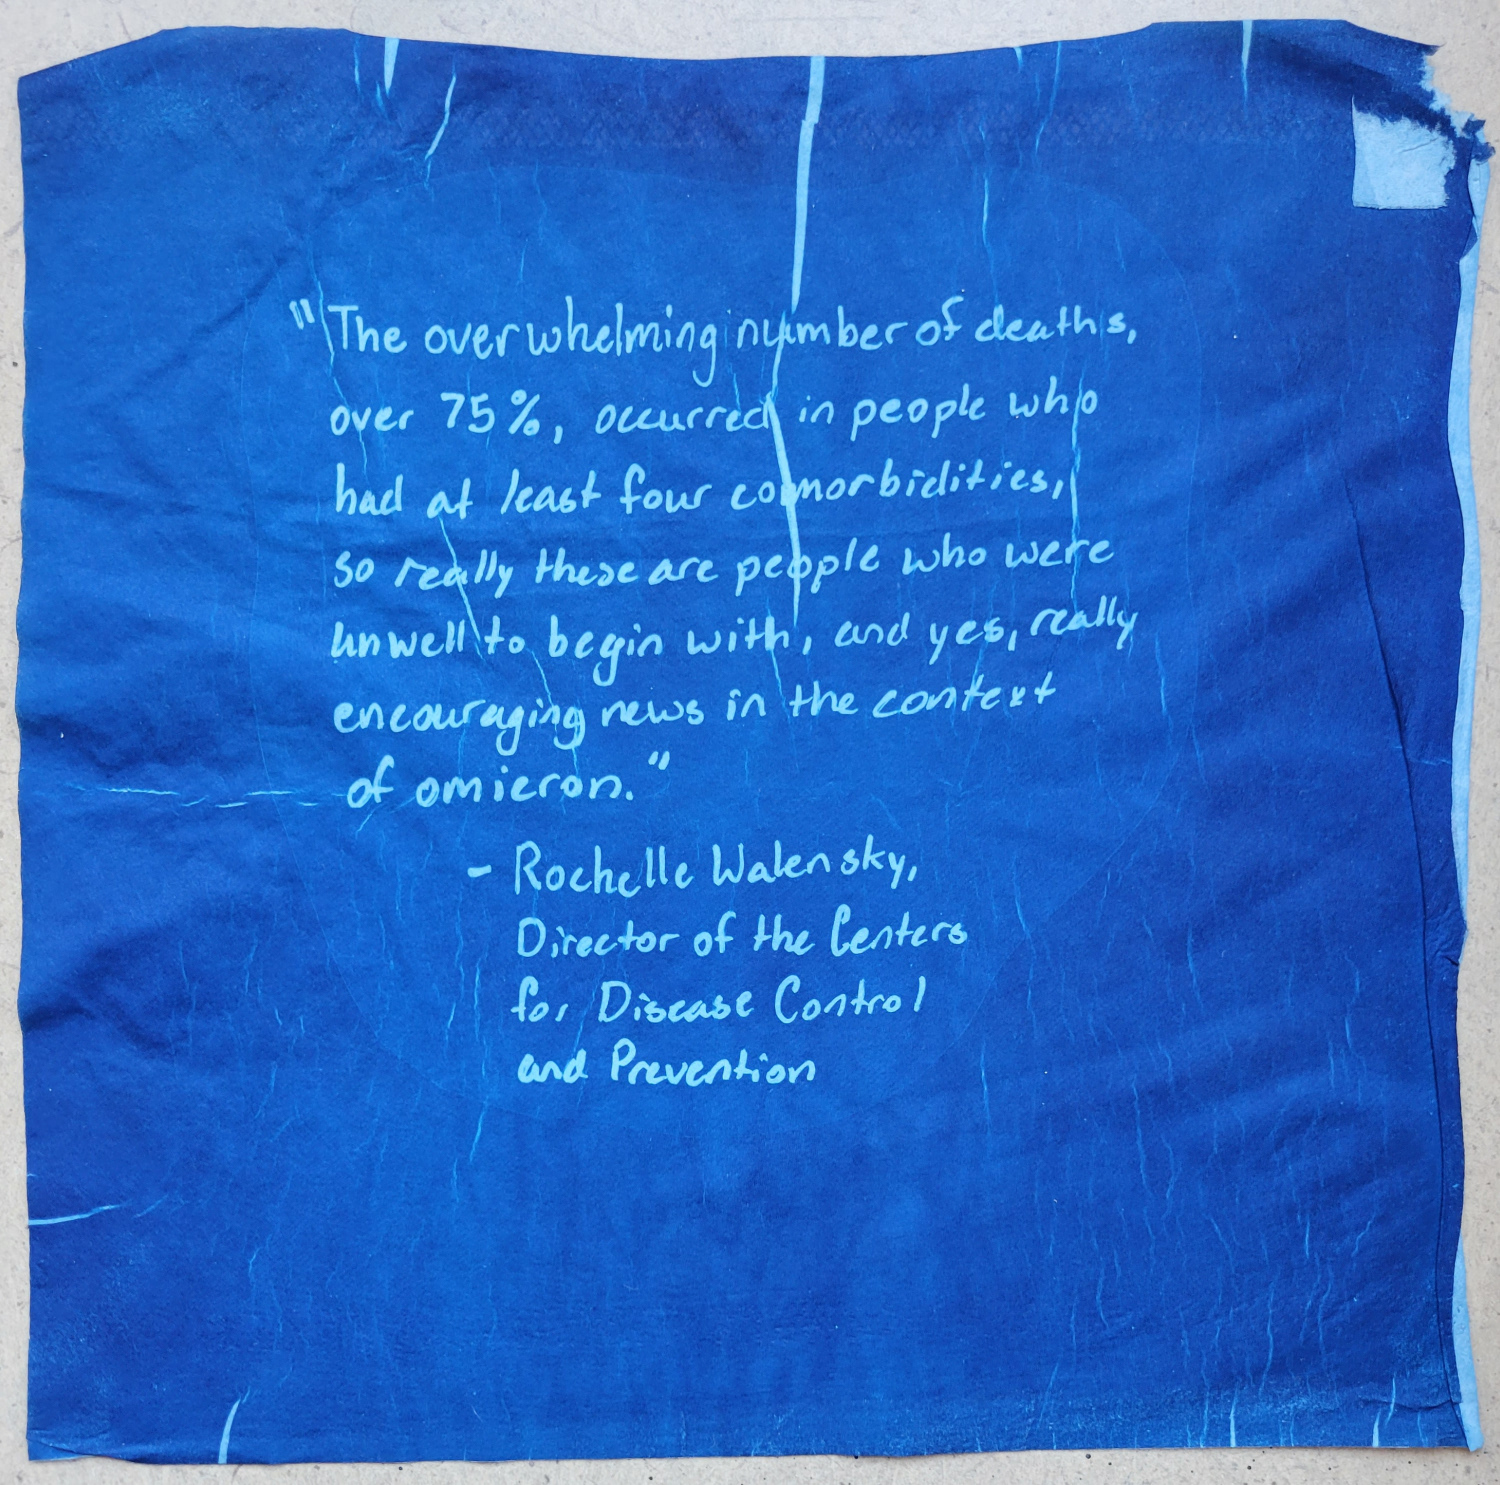 "The overwhelming number of deaths,
over 75%, occurred in people who
had at least four comorbidities,
so really these are people who were
unwell to begin with, and yes, really
encouraging news in the context
of omicron."
- Rochelle Walensky,
Director of the Centers
for Disease Control
and Prevention